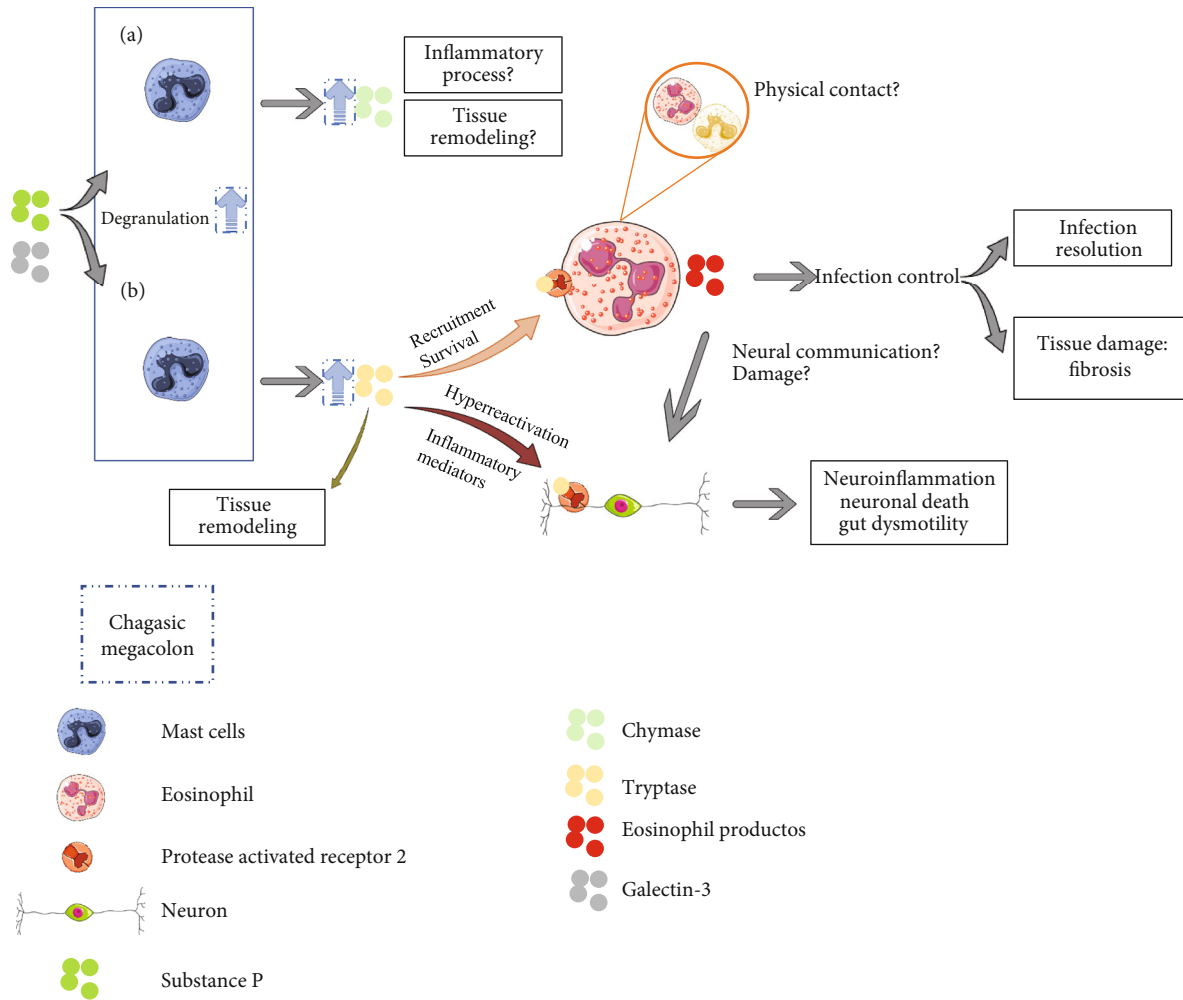 (a)
Inflammatory
process?
Tissue
remodeling?
Physical contact?
Degranulation
(b)
Recruitment
Survival
Infection control
Infection
resolution
Tissue damage:
fibrosis
Neural communication?
Damage?
Hyperreactivation
Inflammatory
mediators
Tissue
remodeling
Neuroinflammation
neuronal death
gut dysmotility
Chagasic
megacolon
Mast cells
Eosinophil
Protease activated receptor 2
Neuron
Substance P
Chymase
Tryptase
Eosinophil productos
Galectin-3